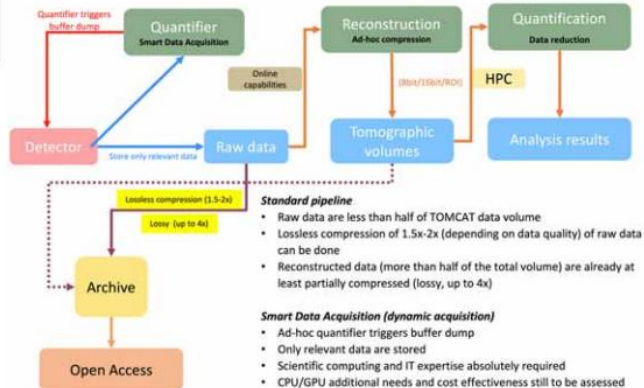 Quantifier triggers
buffer dump
Quantifier
Smart Data Acquisition
Reconstruction
Ad-hoc compression
Quantification
Data reduction
Online
capabilities
(8bit/16bit/ROI)
HPC
Detector
Store only relevant data
Raw data
Tomographic
volumes
Analysis results
Lossless compression (1.5-2x)
Lossy (up to 4x)
Archive
Open Access
Standard pipeline
• Raw data are less than half of TOMCAT data volume
• Lossless compression of 1.5x-2x (depending on data quality) of raw data
can be done
• Reconstructed data (more than half of the total volume) are already at
least partially compressed (lossy, up to 4x)
Smart Data Acquisition (dynamic acquisition)
• Ad-hoc quantifier triggers buffer dump
• Only relevant data are stored
• Scientific computing and IT expertise absolutely required
• CPU/GPU additional needs and cost effectiveness still to be assessed